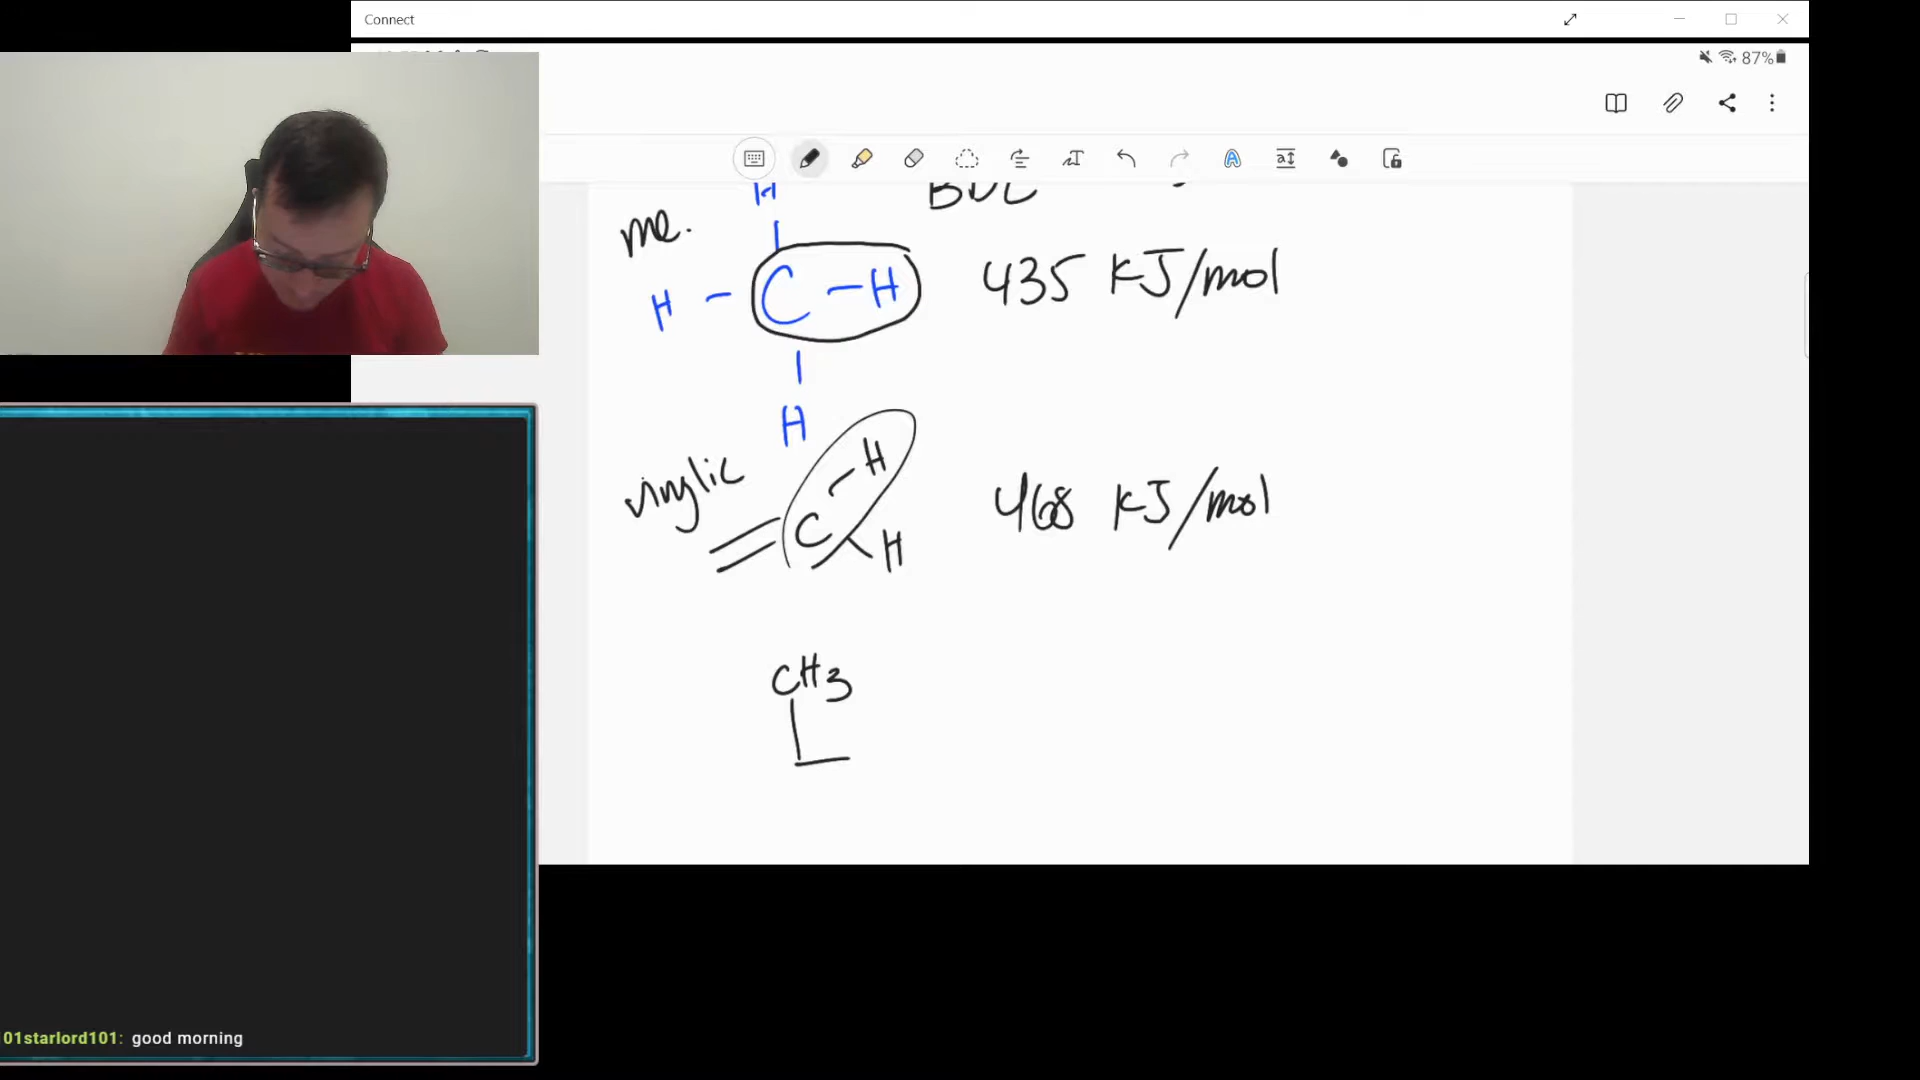 Connect
87%
H
BDE
me.
H - C - H 435 KJ/mol
H
vinylic
H
C 468 KJ/mol
H
CH3
01starlord101: good morning